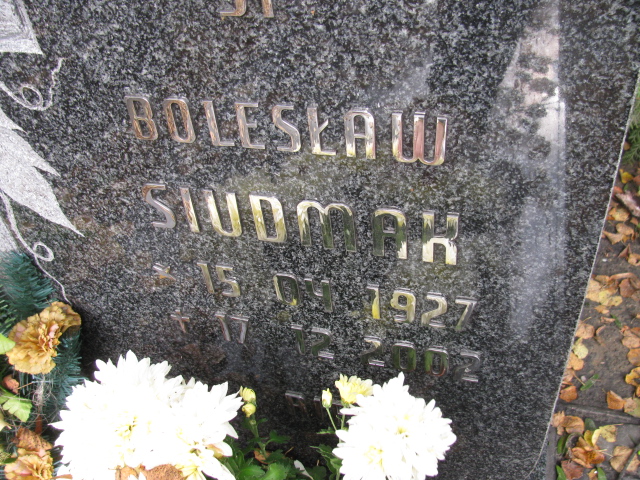 BOLESŁAW
SIUDMAK
* 15 04 1927
† 17 12 2002